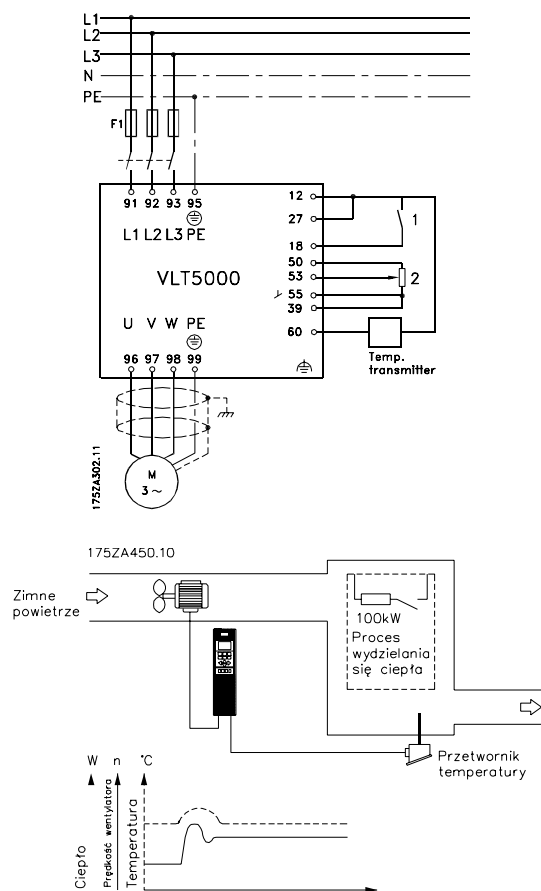 L1
L2
L3
N
PE
F1
91 92 93 95
L1 L2 L3 PE
VLT5000
U V W PE
96 97 98 99
12
27
18
50
53
55
39
60
1
2
Temp.
transmitter
M
3~
175ZA302.11
175ZA450.10
Zimne
powietrze
100kW
Proces
wydzielania
się ciepła
Przetwornik
temperatury
W n °C
Ciepło
Prędkość wentylatora
Temperatura